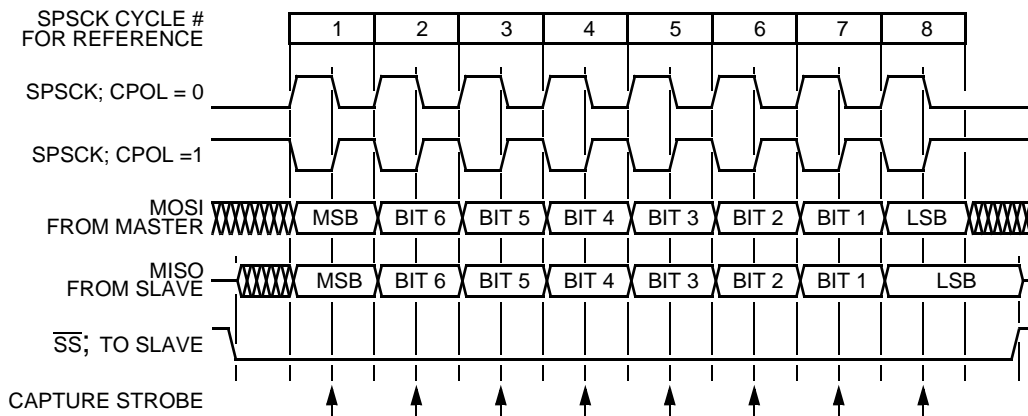 SPSCK CYCLE #
FOR REFERENCE
1 2 3 4 5 6 7 8
SPSCK; CPOL = 0
SPSCK; CPOL =1
MOSI
FROM MASTER
MSB BIT 6 BIT 5 BIT 4 BIT 3 BIT 2 BIT 1 LSB
MISO
FROM SLAVE
MSB BIT 6 BIT 5 BIT 4 BIT 3 BIT 2 BIT 1 LSB
SS; TO SLAVE
CAPTURE STROBE